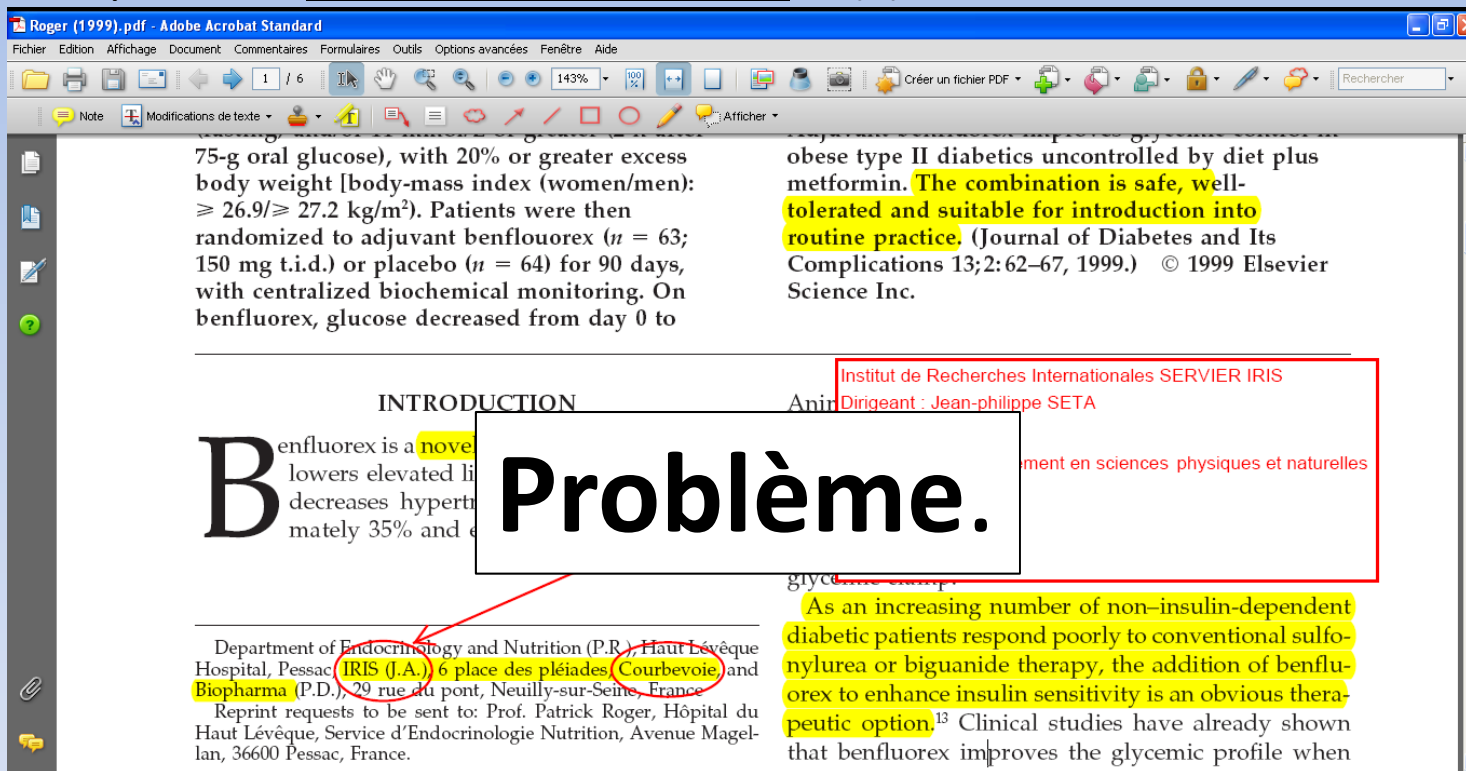 Roger (1999).pdf - Adobe Acrobat Standard
Fichier Edition Affichage Document Commentaires Formulaires Outils Options avancées Fenêtre Aide
1 / 6 143% Créer un fichier PDF Rechercher
Note Modifications de texte Afficher
75-g oral glucose), with 20% or greater excess
body weight [body-mass index (women/men):
≥ 26.9/≥ 27.2 kg/m²). Patients were then
randomized to adjuvant benflouorex (n = 63;
150 mg t.i.d.) or placebo (n = 64) for 90 days,
with centralized biochemical monitoring. On
benfluorex, glucose decreased from day 0 to
Adjuvant benfluorex improves glycemic control in
obese type II diabetics uncontrolled by diet plus
metformin. The combination is safe, well-
tolerated and suitable for introduction into
routine practice. (Journal of Diabetes and Its
Complications 13;2:62–67, 1999.) © 1999 Elsevier
Science Inc.
INTRODUCTION
Benfluorex is a novel
lowers elevated
decreases
mately 35% and
Problème.
Department of Endocrinology and Nutrition (P.R.), Haut Lévêque
Hospital, Pessac, IRIS (J.A.), 6 place des pléiades, Courbevoie, and
Biopharma (P.D.), 29 rue du pont, Neuilly-sur-Seine, France
Reprint requests to be sent to: Prof. Patrick Roger, Hôpital du
Haut Lévêque, Service d'Endocrinologie Nutrition, Avenue Magel-
lan, 36600 Pessac, France.
Institut de Recherches Internationales SERVIER IRIS
Dirigeant : Jean-philippe SETA
en sciences physiques et naturelles
As an increasing number of non–insulin-dependent
diabetic patients respond poorly to conventional sulfo-
nylurea or biguanide therapy, the addition of benflu-
orex to enhance insulin sensitivity is an obvious thera-
peutic option.¹³ Clinical studies have already shown
that benfluorex improves the glycemic profile when